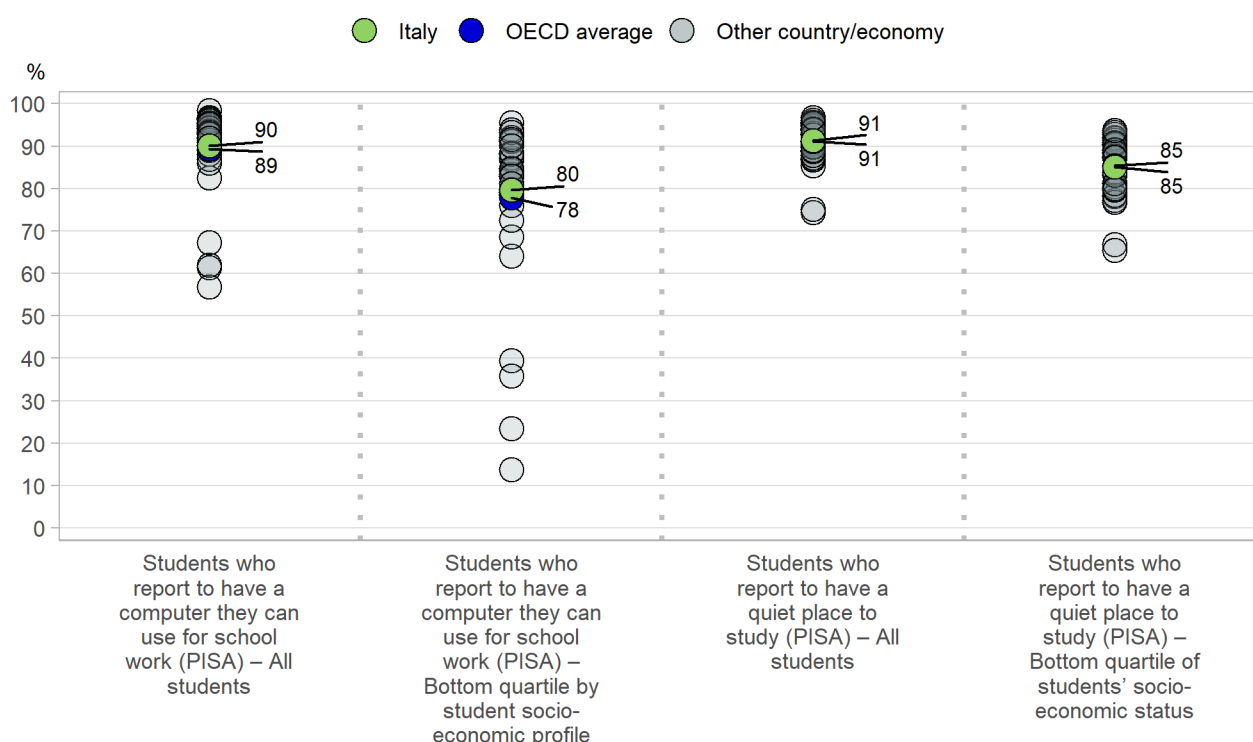 Italy OECD average Other country/economy
%
100
90
80
70
60
50
40
30
20
10
0
90
89
80
78
91
91
85
85
Students who
report to have a
computer they can
use for school
work (PISA) – All
students
Students who
report to have a
computer they can
use for school
work (PISA) –
Bottom quartile by
student socio-
economic profile
Students who
report to have a
quiet place to
study (PISA) – All
students
Students who
report to have a
quiet place to
study (PISA) –
Bottom quartile of
students’ socio-
economic status